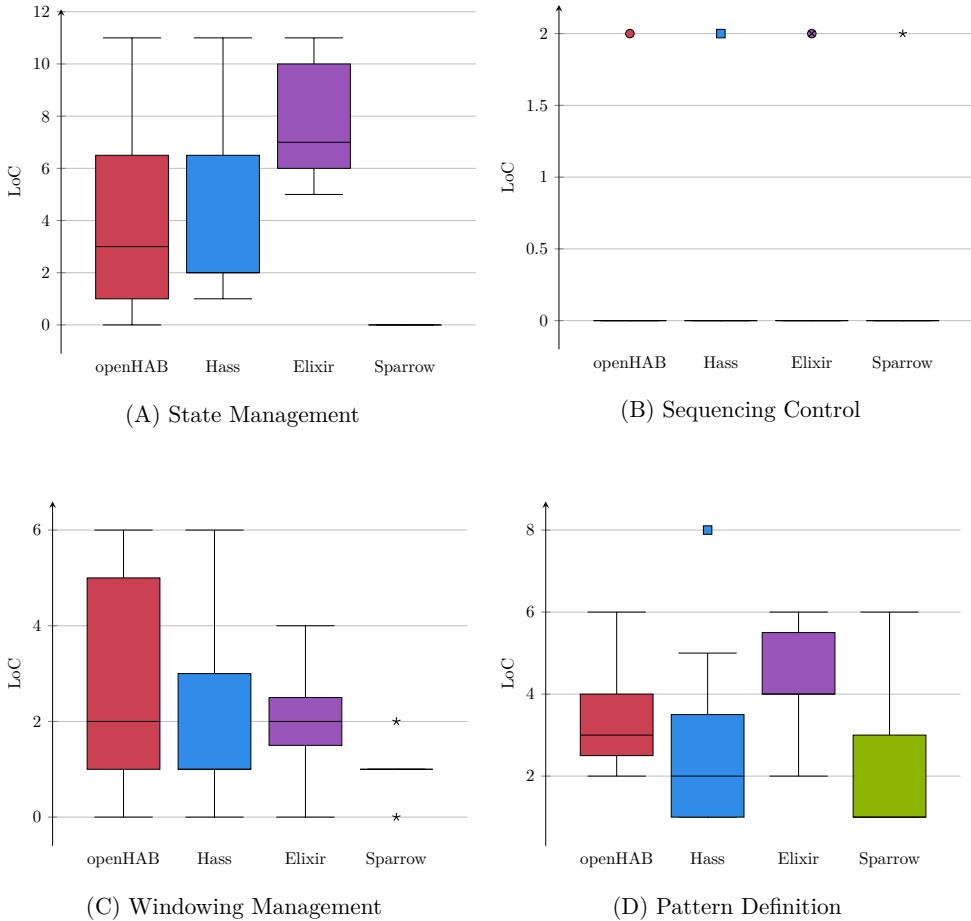 12
10
8
6
4
2
0
LoC
openHAB Hass Elixir Sparrow
(A) State Management
2
1.5
1
0.5
0
LoC
openHAB Hass Elixir Sparrow
(B) Sequencing Control
6
4
2
0
LoC
openHAB Hass Elixir Sparrow
(C) Windowing Management
8
6
4
2
LoC
openHAB Hass Elixir Sparrow
(D) Pattern Definition